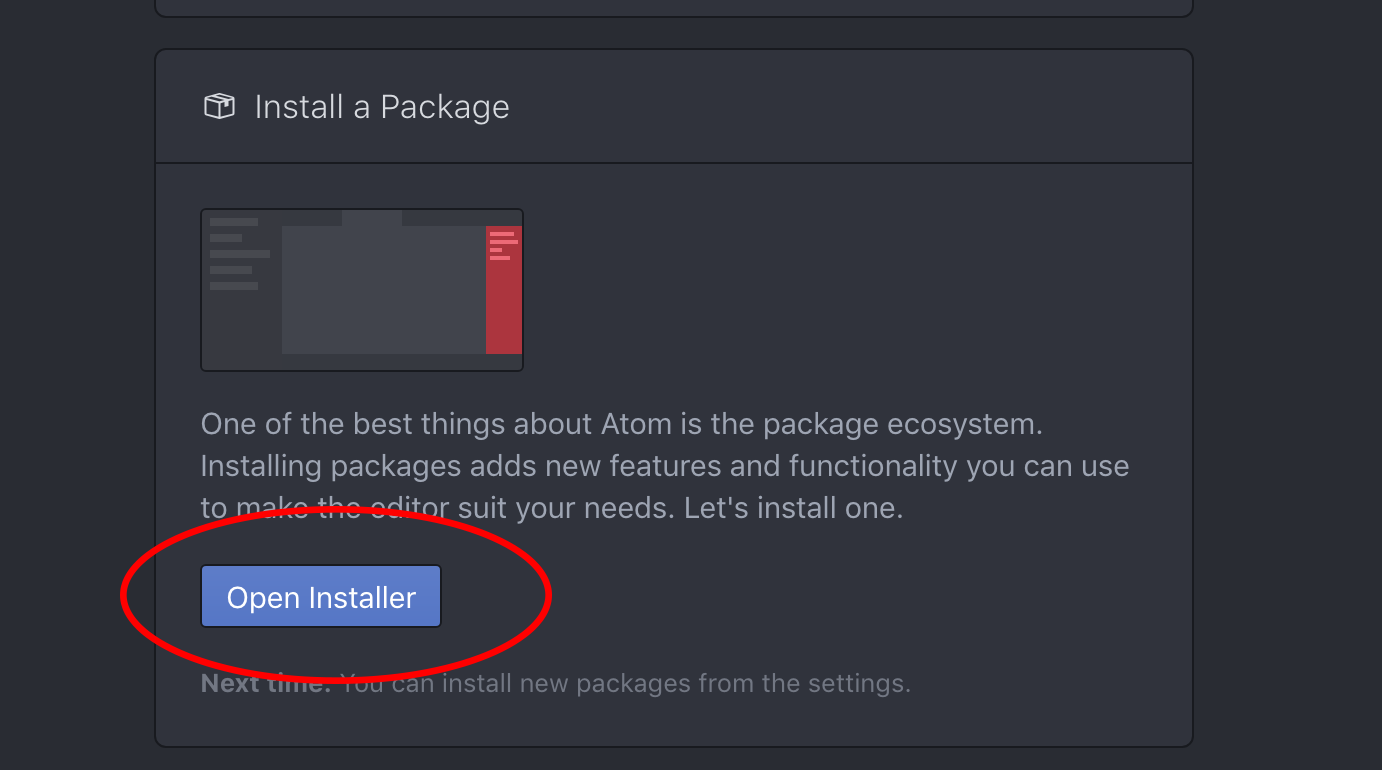 Install a Package
One of the best things about Atom is the package ecosystem.
Installing packages adds new features and functionality you can use
to make the editor suit your needs. Let's install one.
Open Installer
Next time: You can install new packages from the settings.